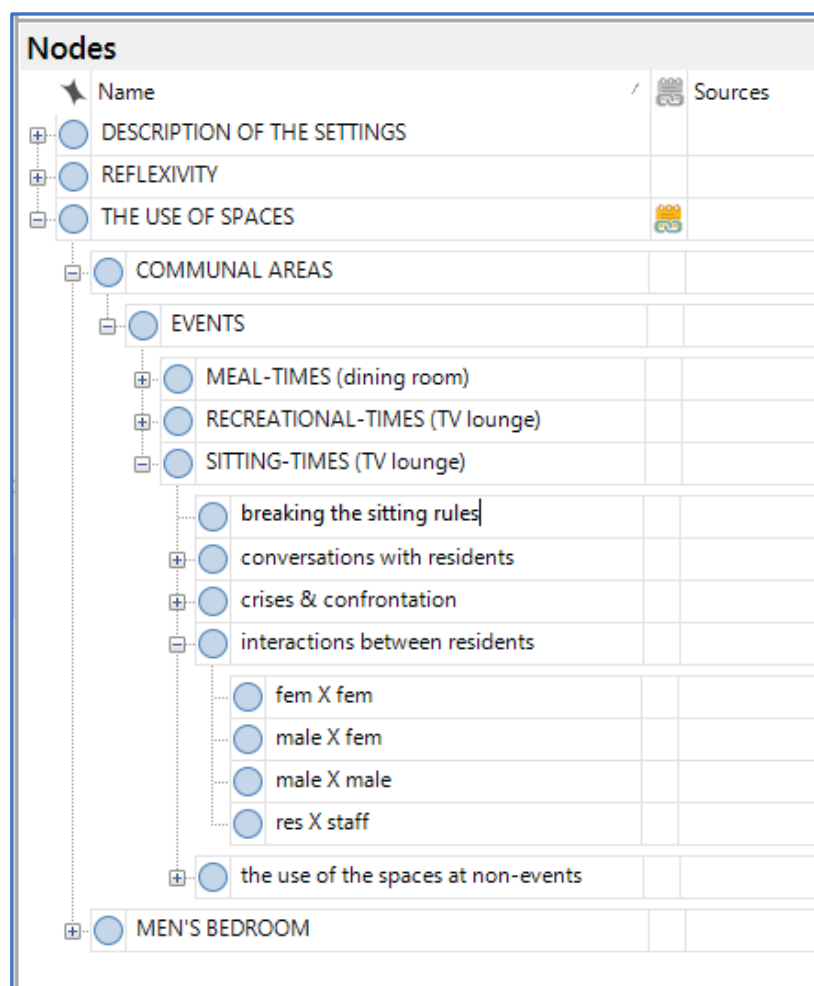 Nodes
Name Sources
DESCRIPTION OF THE SETTINGS
REFLEXIVITY
THE USE OF SPACES
COMMUNAL AREAS
EVENTS
MEAL-TIMES (dining room)
RECREATIONAL-TIMES (TV lounge)
SITTING-TIMES (TV lounge)
breaking the sitting rules
conversations with residents
crises & confrontation
interactions between residents
fem X fem
male X fem
male X male
res X staff
the use of the spaces at non-events
MEN'S BEDROOM